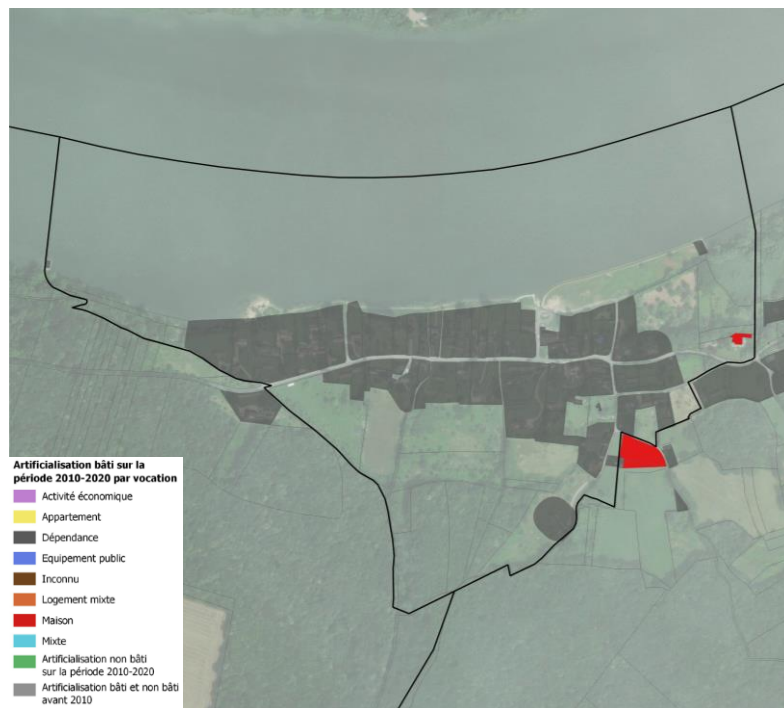 Artificialisation bâti sur la
période 2010-2020 par vocation
Activité économique
Appartement
Dépendance
Equipement public
Inconnu
Logement mixte
Maison
Mixte
Artificialisation non bâti
sur la période 2010-2020
Artificialisation bâti et non bâti
avant 2010